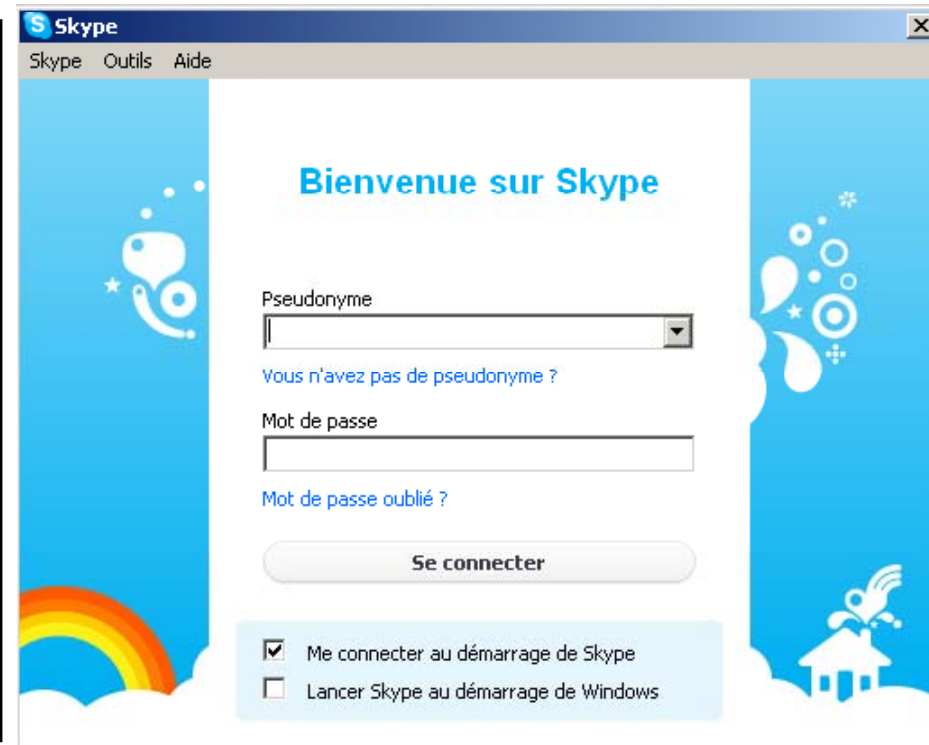 Skype
Skype Outils Aide
Bienvenue sur Skype
Pseudonyme
Vous n'avez pas de pseudonyme ?
Mot de passe
Mot de passe oublié ?
Se connecter
Me connecter au démarrage de Skype
Lancer Skype au démarrage de Windows